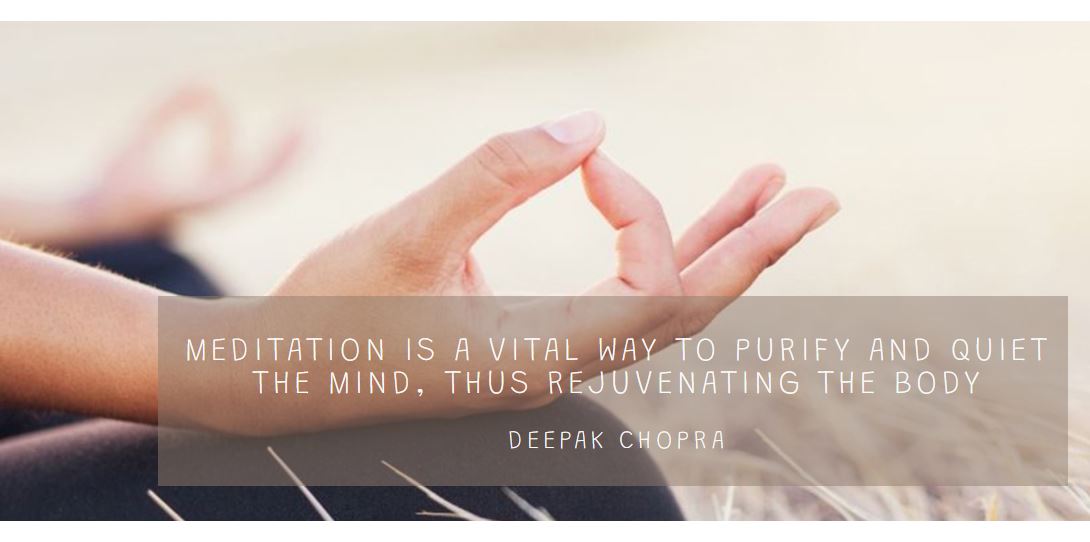 MEDITATION IS A VITAL WAY TO PURIFY AND QUIET
THE MIND, THUS REJUVENATING THE BODY
DEEPAK CHOPRA